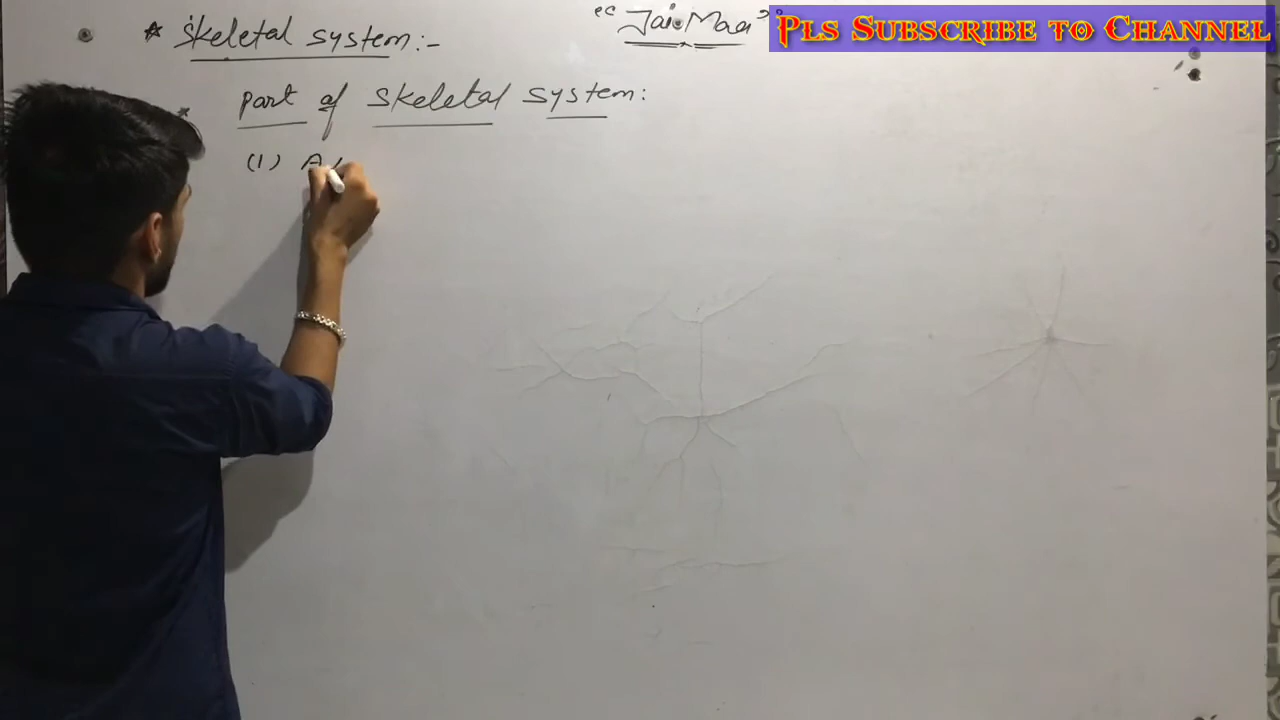 "Jai Maa"
Pls Subscribe to Channel
* Skeletal system:-
* Part of skeletal system:
(1) A